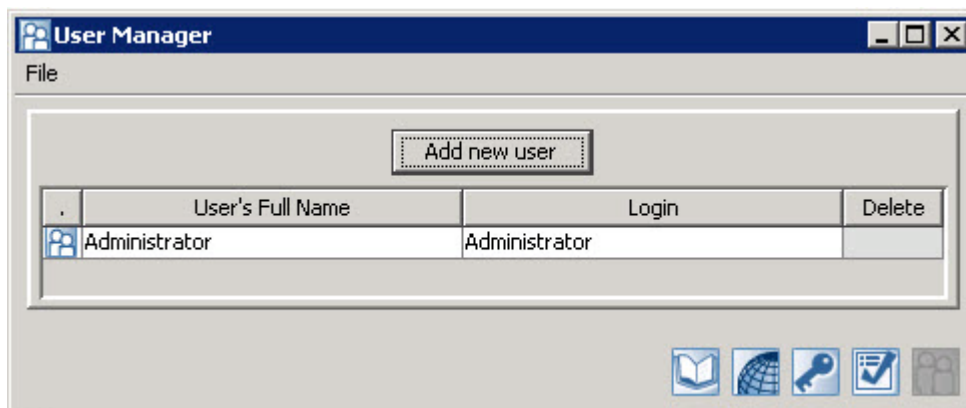 User Manager
File
Add new user
. User's Full Name Login Delete
Administrator Administrator